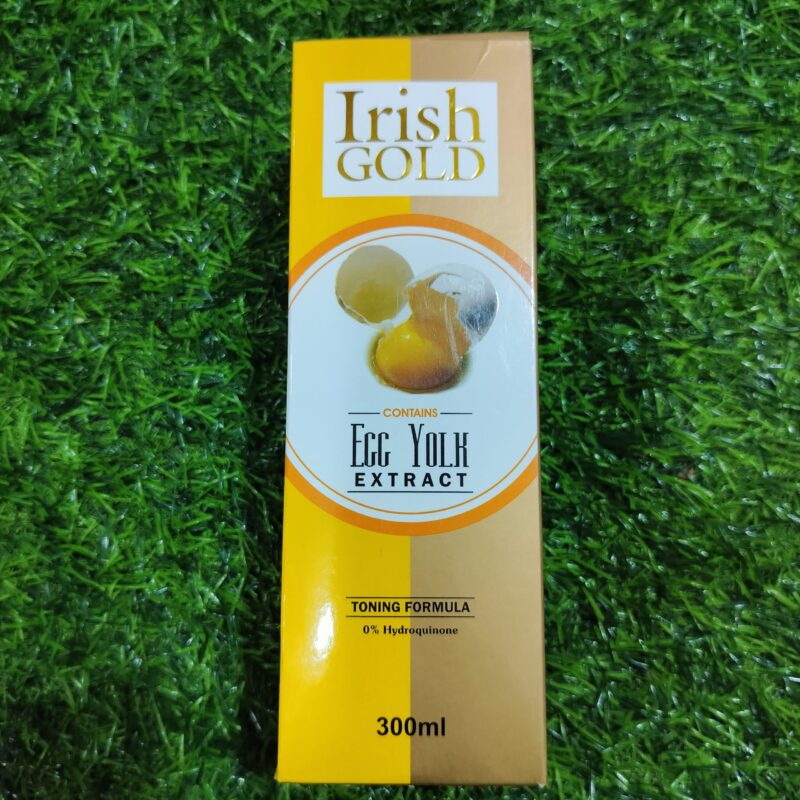 Irish
GOLD
CONTAINS
EGG YOLK
EXTRACT
TONING FORMULA
0% Hydroquinone
300ml